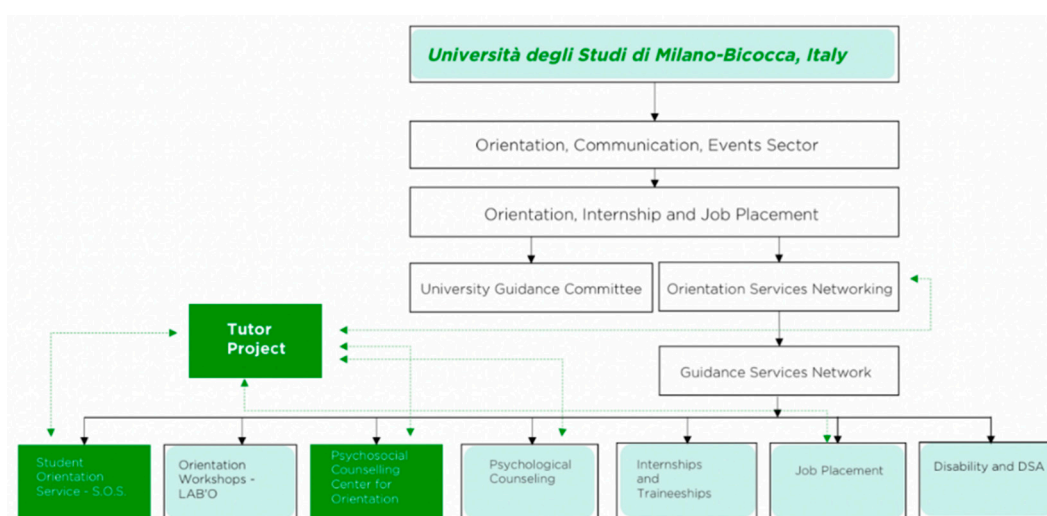 Università degli Studi di Milano-Bicocca, Italy
Orientation, Communication, Events Sector
Orientation, Internship and Job Placement
University Guidance Committee
Orientation Services Networking
Tutor
Project
Guidance Services Network
Student
Orientation
Service - S.O.S.
Orientation
Workshops -
LAB'O
Psychosocial
Counselling
Center for
Orientation
Psychological
Counseling
Internships
and
Traineeships
Job Placement
Disability and DSA